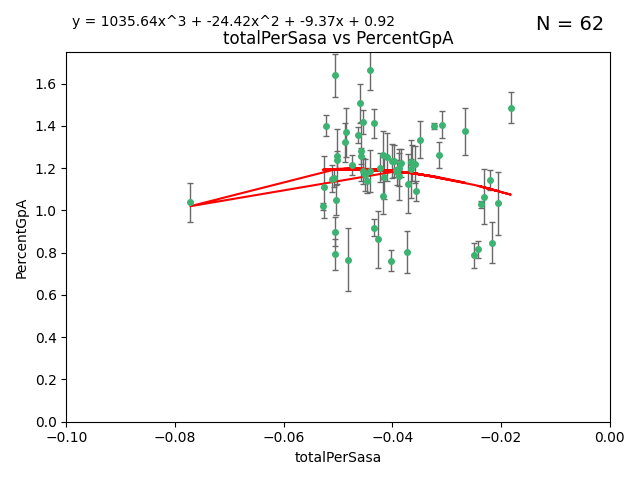 y = 1035.64x^3 + -24.42x^2 + -9.37x + 0.92
N = 62
totalPerSasa vs PercentGpA
PercentGpA
1.6
1.4
1.2
1.0
0.8
0.6
0.4
0.2
0.0
−0.10 −0.08 −0.06 −0.04 −0.02 0.00
totalPerSasa